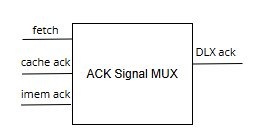 fetch
DLX ack
cache ack
ACK Signal MUX
imem ack